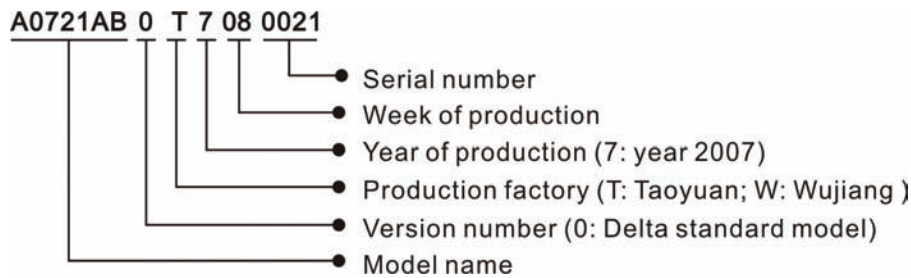 A0721AB 0 T 7 08 0021
Serial number
Week of production
Year of production (7: year 2007)
Production factory (T: Taoyuan; W: Wujiang )
Version number (0: Delta standard model)
Model name